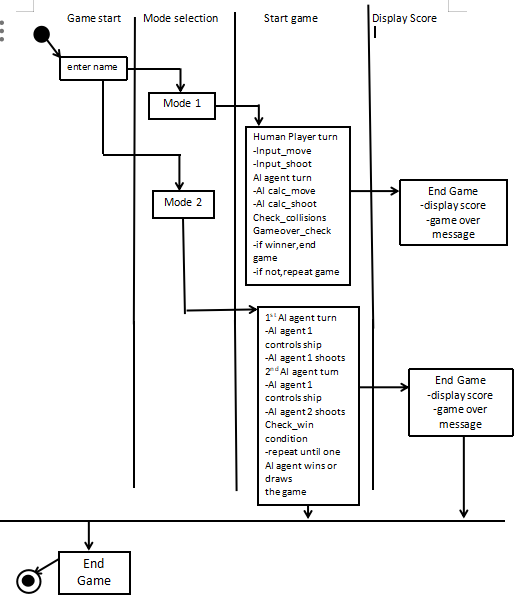 Game start
Mode selection
Start game
Display Score
enter name
Mode 1
Mode 2
Human Player turn
-Input_move
-Input_shoot
AI agent turn
-AI calc_move
-AI calc_shoot
Check_collisions
Gameover_check
-if winner,end
game
-if not,repeat game
End Game
-display score
-game over
message
1st AI agent turn
-AI agent 1
controls ship
-AI agent 1 shoots
2nd AI agent turn
-AI agent 1
controls ship
-AI agent 2 shoots
Check_win
condition
-repeat until one
AI agent wins or
draws
the game
End Game
-display score
-game over
message
End
Game